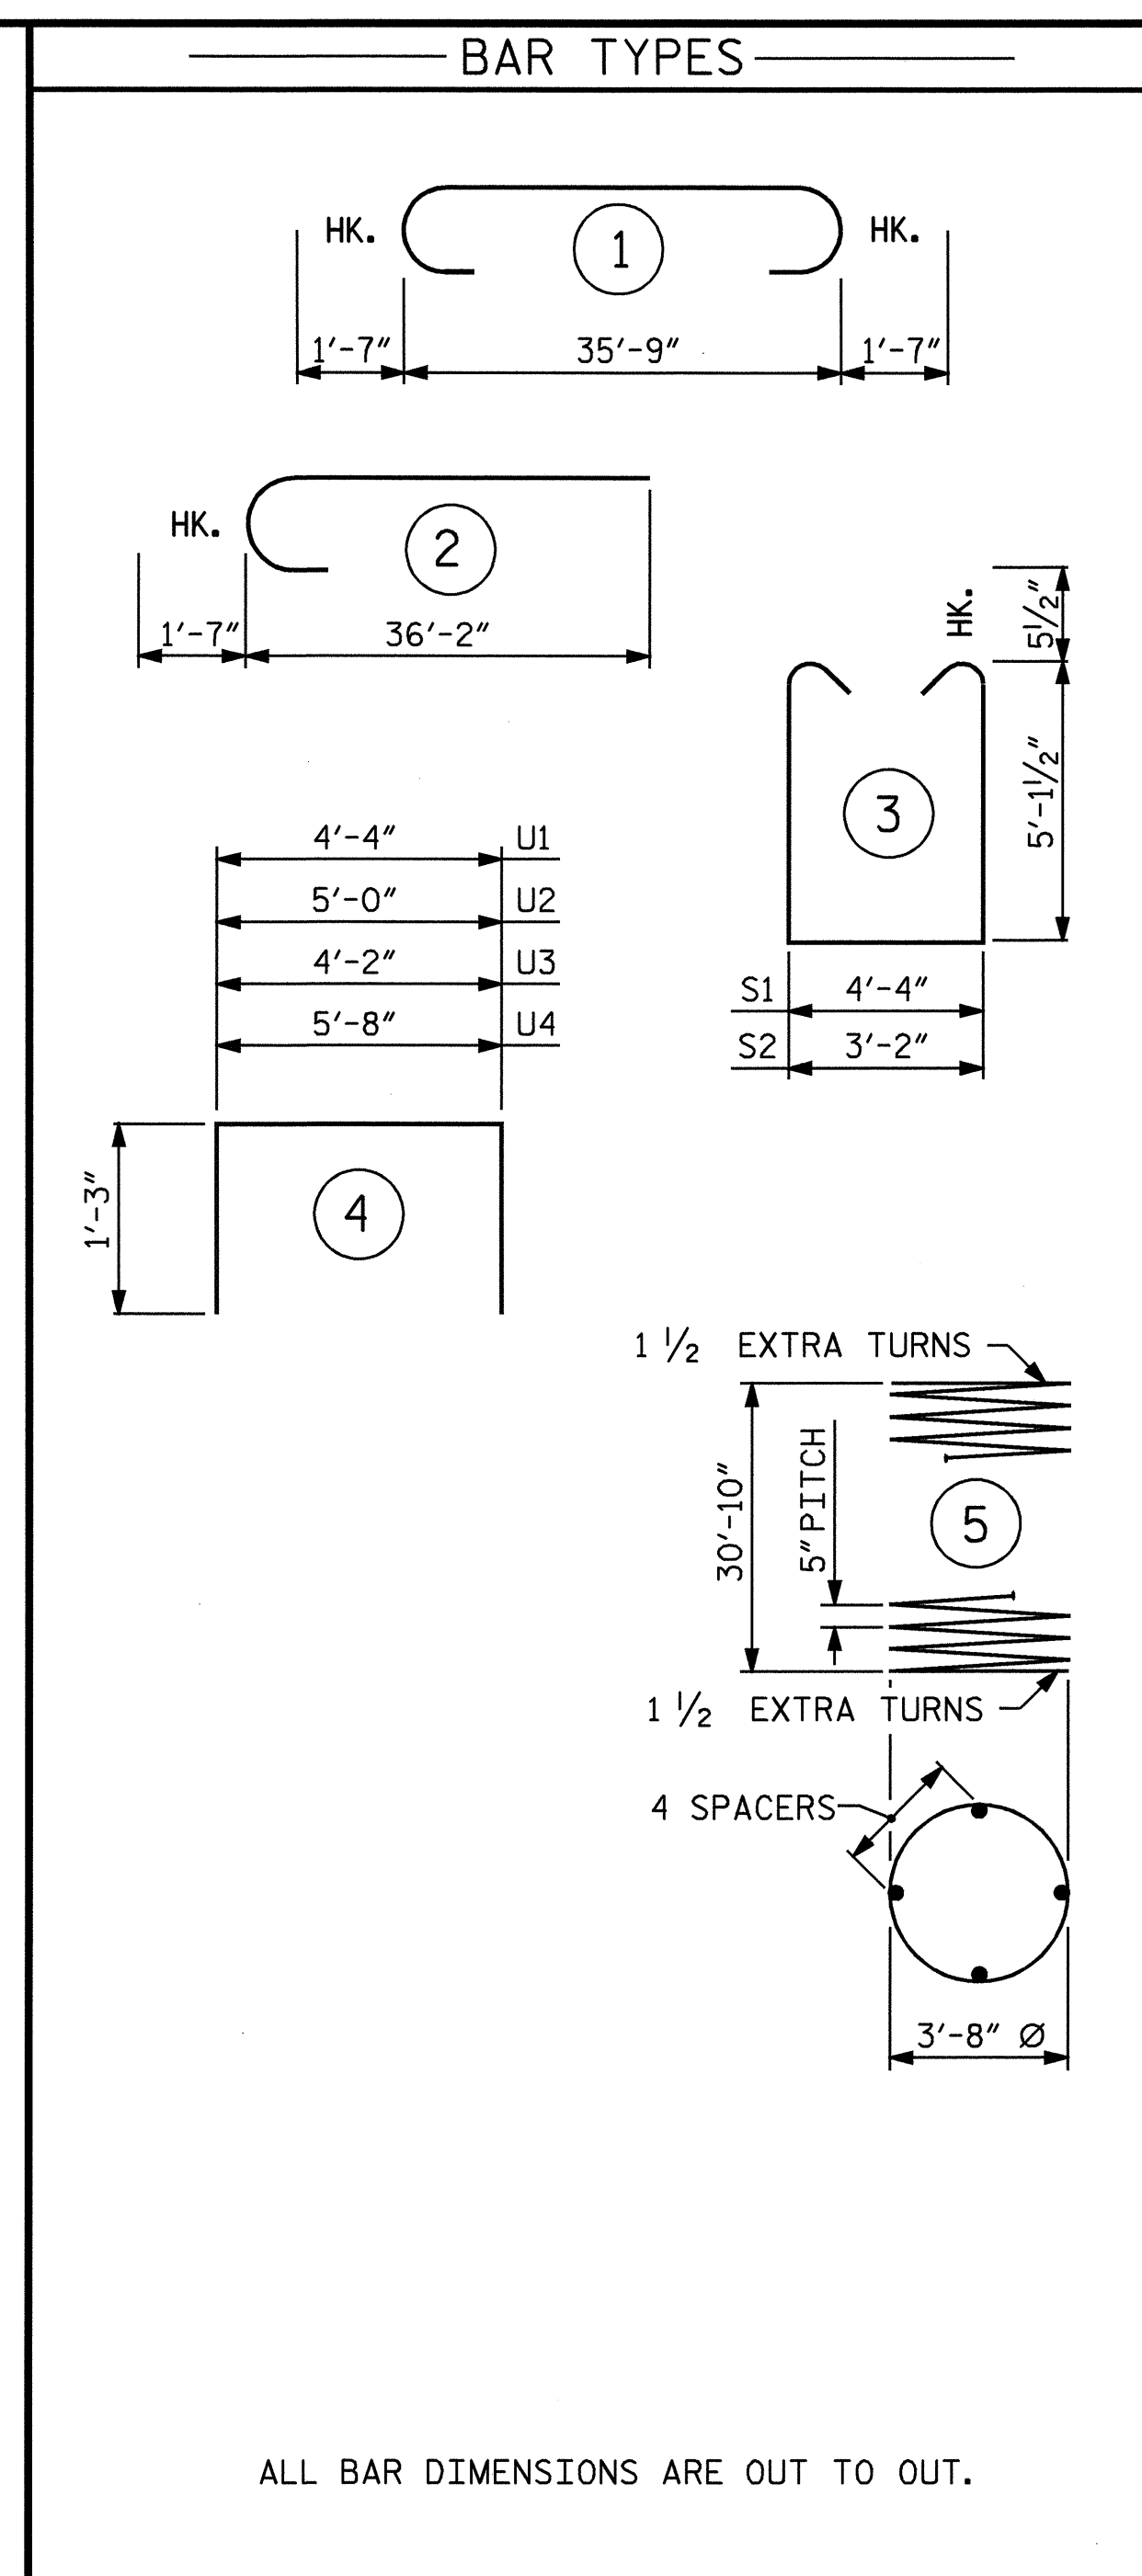 BAR TYPES
HK. 1 HK.
1'-7" 35'-9" 1'-7"
HK. 2
1'-7" 36'-2"
HK.
5½"
3
5'-1½"
S1 4'-4"
S2 3'-2"
4'-4" U1
5'-0" U2
4'-2" U3
5'-8" U4
1'-3"
4
1 ½ EXTRA TURNS
30'-10"
5" PITCH
5
1 ½ EXTRA TURNS
4 SPACERS
3'-8" Ø
ALL BAR DIMENSIONS ARE OUT TO OUT.